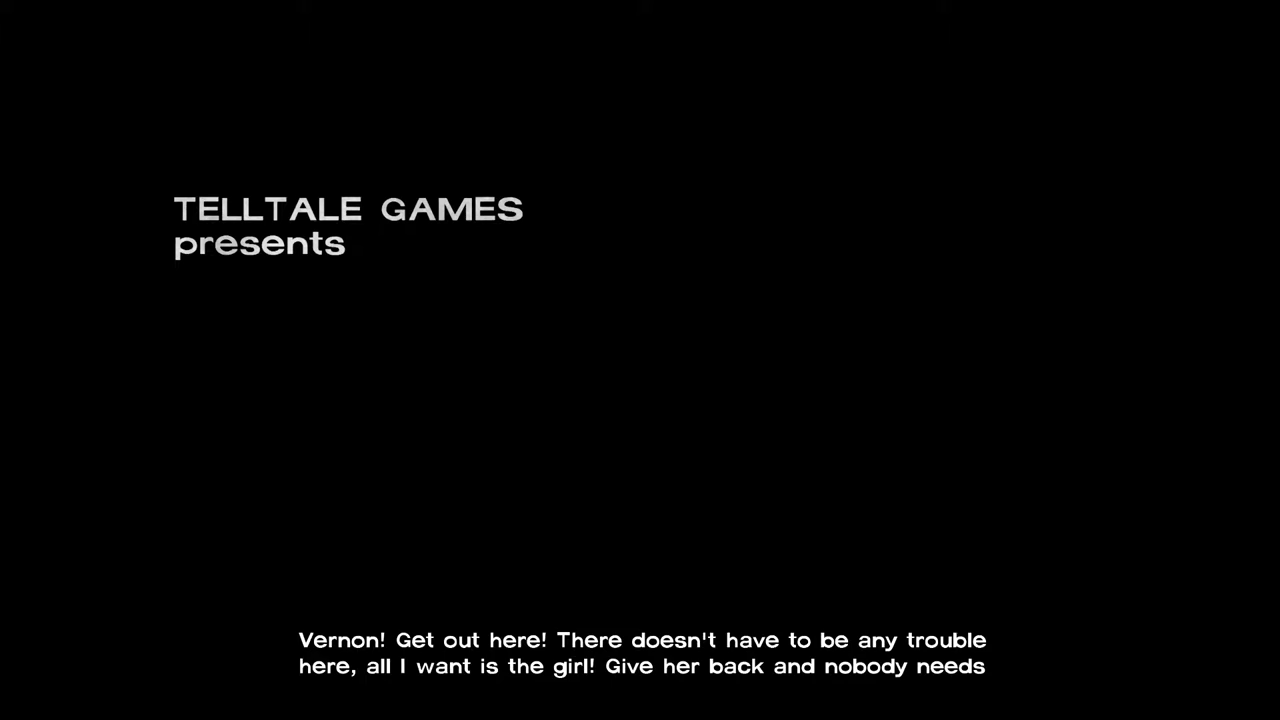 TELLTALE GAMES
presents
Vernon! Get out here! There doesn't have to be any trouble
here, all I want is the girl! Give her back and nobody needs